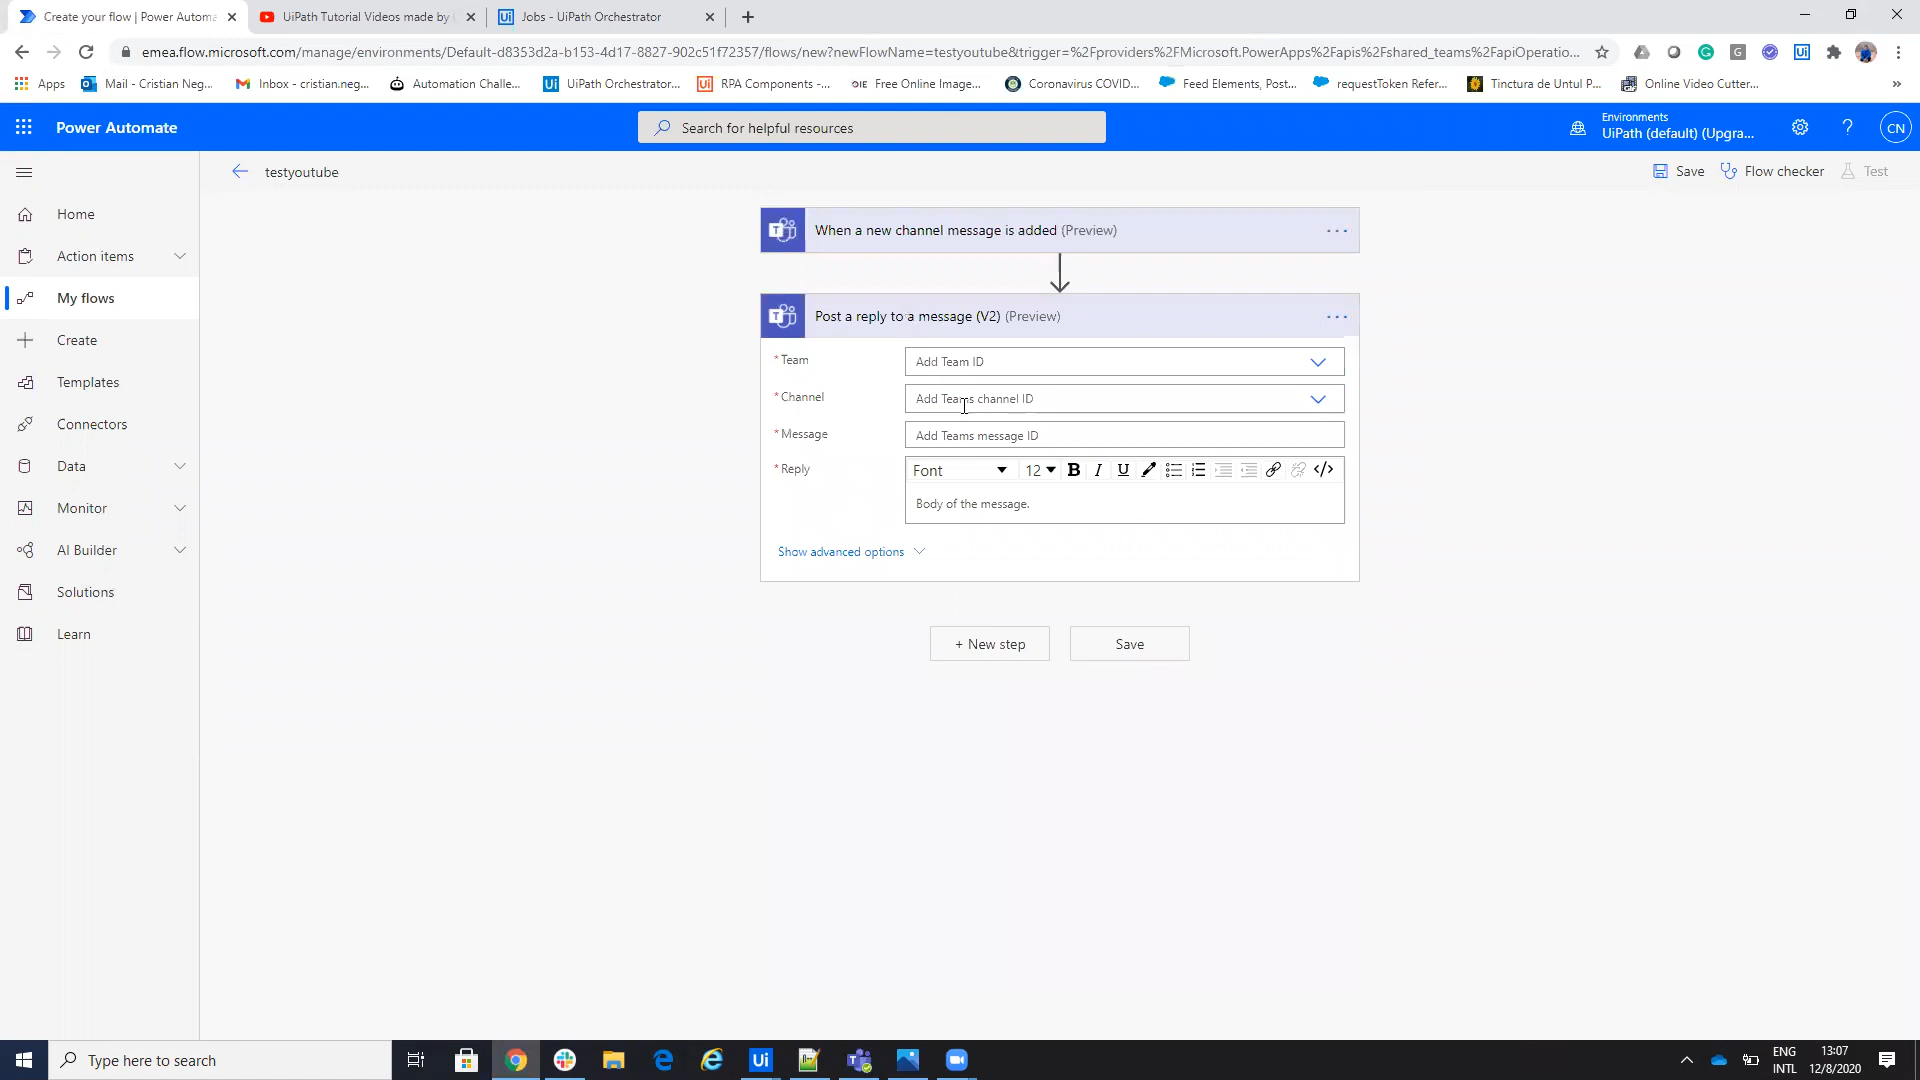 Create your flow | Power Automa
UiPath Tutorial Videos made by
Jobs - UiPath Orchestrator
emea.flow.microsoft.com/manage/environments/Default-d8353d2a-b153-4d17-8827-902c51f72357/flows/new?newFlowName=testyoutube&trigger=%2Fproviders%2FMicrosoft.PowerApps%2Fapis%2Fshared_teams%2FapiOperatio...
Apps
Mail - Cristian Neg...
Inbox - cristian.neg...
Automation Challe...
UiPath Orchestrator...
RPA Components -...
Free Online Image...
Coronavirus COVID...
Feed Elements, Post...
requestToken Refer...
Tinctura de Untul P...
Online Video Cutter...
Power Automate
Search for helpful resources
Environments
UiPath (default) (Upgra...
CN
testyoutube
Save
Flow checker
Test
Home
Action items
My flows
Create
Templates
Connectors
Data
Monitor
AI Builder
Solutions
Learn
When a new channel message is added (Preview)
Post a reply to a message (V2) (Preview)
* Team
Add Team ID
* Channel
Add Teams channel ID
* Message
Add Teams message ID
* Reply
Font
12
B I U
Body of the message.
Show advanced options
+ New step
Save
Type here to search
ENG
INTL
13:07
12/8/2020